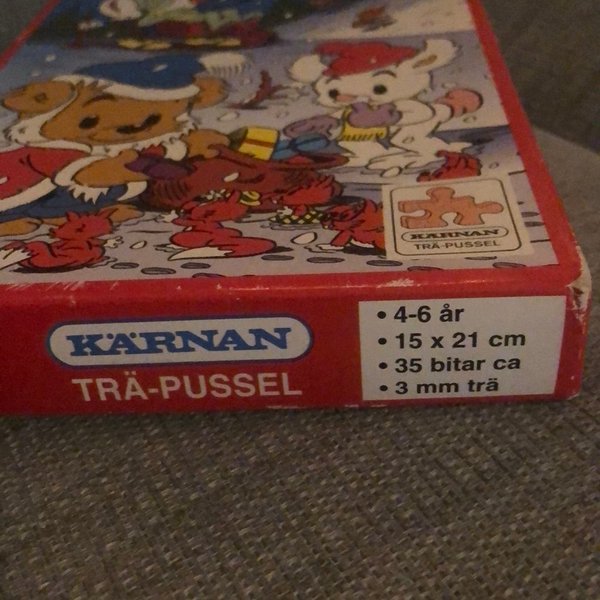 KÄRNAN
TRÄ-PUSSEL
KÄRNAN
TRÄ-PUSSEL
• 4-6 år
• 15 x 21 cm
• 35 bitar ca
• 3 mm trä